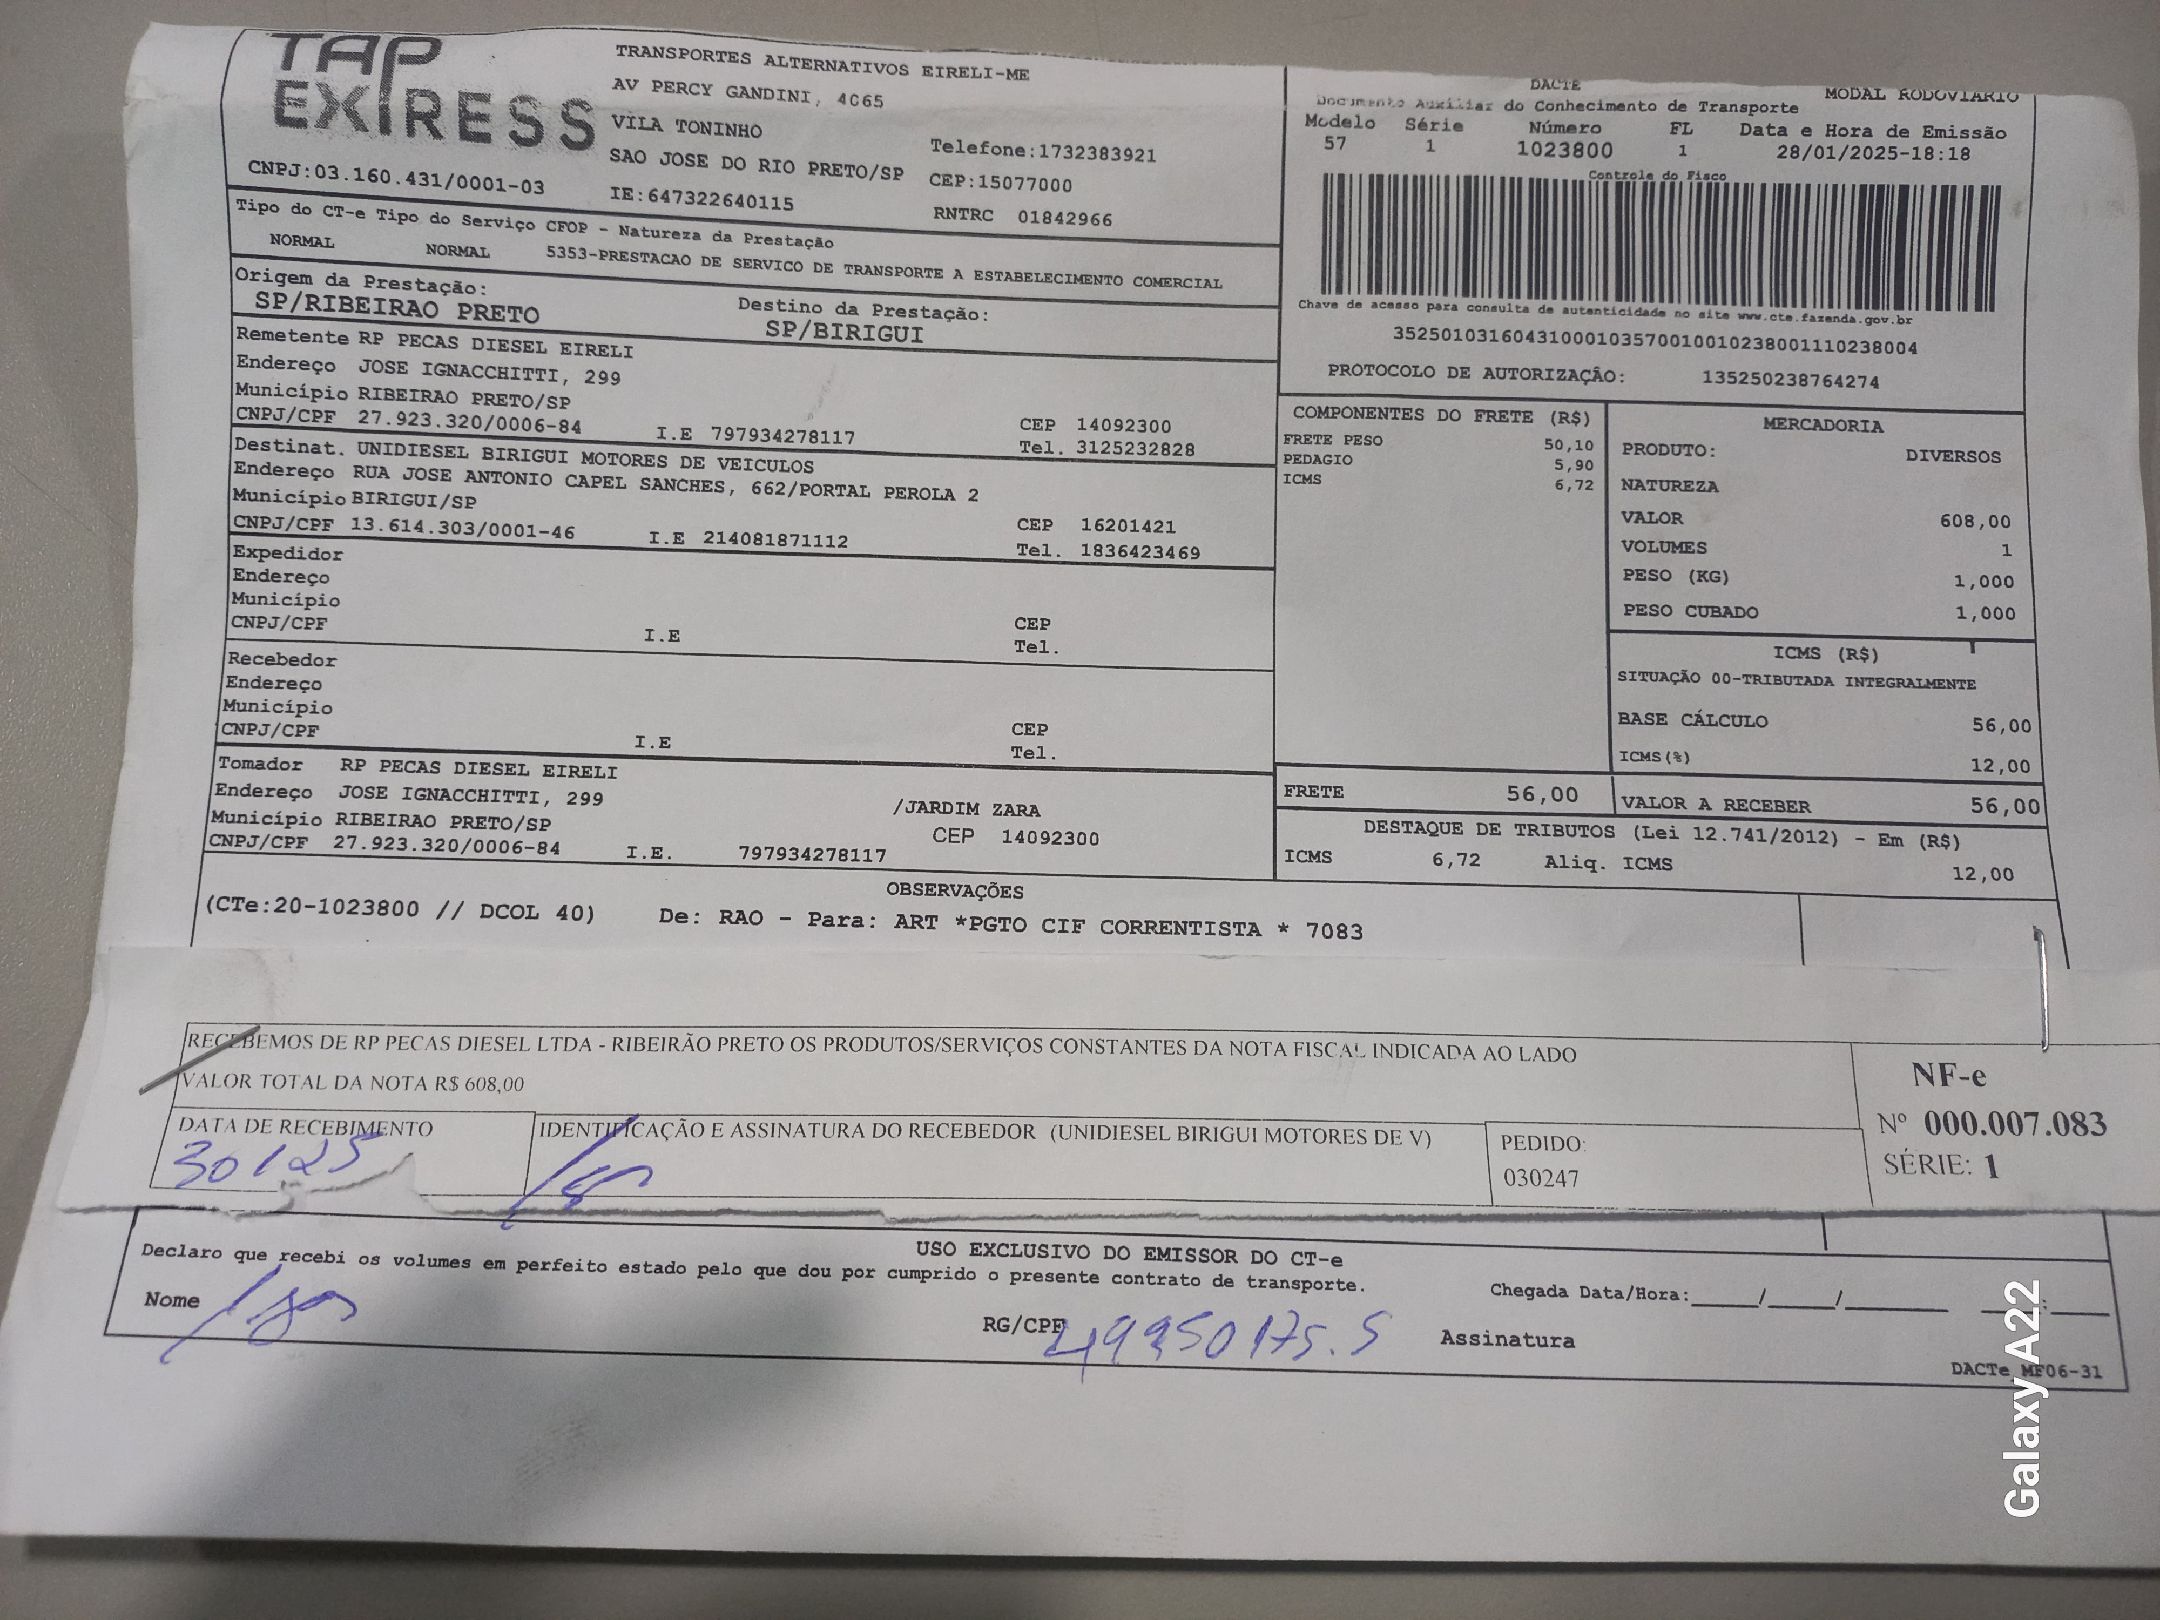 TAP
EXPRESS
TRANSPORTES ALTERNATIVOS EIRELI-ME
AV PERCY GANDINI, 4065
VILA TONINHO
SAO JOSE DO RIO PRETO/SP
Telefone:1732383921
CEP:15077000
CNPJ:03.160.431/0001-03
IE:647322640115
RNTRC 01842966
DACTE
MODAL RODOVIARIO
Documento Auxiliar do Conhecimento de Transporte
Modelo Série Número FL Data e Hora de Emissão
57 1 1023800 1 28/01/2025-18:18
Controle do Fisco
Chave de acesso para consulta de autenticidade no site www.cte.fazenda.gov.br
35250103160431000103570010010238001110238004
PROTOCOLO DE AUTORIZAÇÂO: 135250238764274
Tipo do CT-e Tipo do Serviço CFOP - Natureza da Prestação
NORMAL NORMAL 5353-PRESTACAO DE SERVICO DE TRANSPORTE A ESTABELECIMENTO COMERCIAL
Origem da Prestação: Destino da Prestação:
SP/RIBEIRAO PRETO SP/BIRIGUI
Remetente RP PECAS DIESEL EIRELI
Endereço JOSE IGNACCHITTI, 299
Município RIBEIRAO PRETO/SP CEP 14092300
CNPJ/CPF 27.923.320/0006-84 I.E 797934278117 Tel. 3125232828
Destinat. UNIDIESEL BIRIGUI MOTORES DE VEICULOS
Endereço RUA JOSE ANTONIO CAPEL SANCHES, 662/PORTAL PEROLA 2
Município BIRIGUI/SP CEP 16201421
CNPJ/CPF 13.614.303/0001-46 I.E 214081871112 Tel. 1836423469
Expedidor
Endereço
Município CEP
CNPJ/CPF I.E Tel.
Recebedor
Endereço
Município CEP
CNPJ/CPF I.E Tel.
Tomador RP PECAS DIESEL EIRELI
Endereço JOSE IGNACCHITTI, 299 /JARDIM ZARA
Município RIBEIRAO PRETO/SP CEP 14092300
CNPJ/CPF 27.923.320/0006-84 I.E. 797934278117
COMPONENTES DO FRETE (R$)
FRETE PESO 50,10
PEDAGIO 5,90
ICMS 6,72
MERCADORIA
PRODUTO: DIVERSOS
NATUREZA
VALOR 608,00
VOLUMES 1
PESO (KG) 1,000
PESO CUBADO 1,000
ICMS (R$)
SITUAÇÃO 00-TRIBUTADA INTEGRALMENTE
BASE CÁLCULO 56,00
ICMS(%) 12,00
FRETE 56,00 VALOR A RECEBER 56,00
DESTAQUE DE TRIBUTOS (Lei 12.741/2012) - Em (R$)
ICMS 6,72 Aliq. ICMS 12,00
OBSERVAÇÕES
(CTe:20-1023800 // DCOL 40) De: RAO - Para: ART *PGTO CIF CORRENTISTA * 7083
RECEBEMOS DE RP PECAS DIESEL LTDA - RIBEIRÃO PRETO OS PRODUTOS/SERVIÇOS CONSTANTES DA NOTA FISCAL INDICADA AO LADO
VALOR TOTAL DA NOTA R$ 608,00
DATA DE RECEBIMENTO
30 1 25
IDENTIFICAÇÃO E ASSINATURA DO RECEBEDOR (UNIDIESEL BIRIGUI MOTORES DE V)
PEDIDO:
030247
NF-e
Nº 000.007.083
SÉRIE: 1
USO EXCLUSIVO DO EMISSOR DO CT-e
Declaro que recebi os volumes em perfeito estado pelo que dou por cumprido o presente contrato de transporte.
Nome RG/CPF Assinatura
Chegada Data/Hora:____/____/______ ___:___
DACTe_MF06-31
Galaxy A22